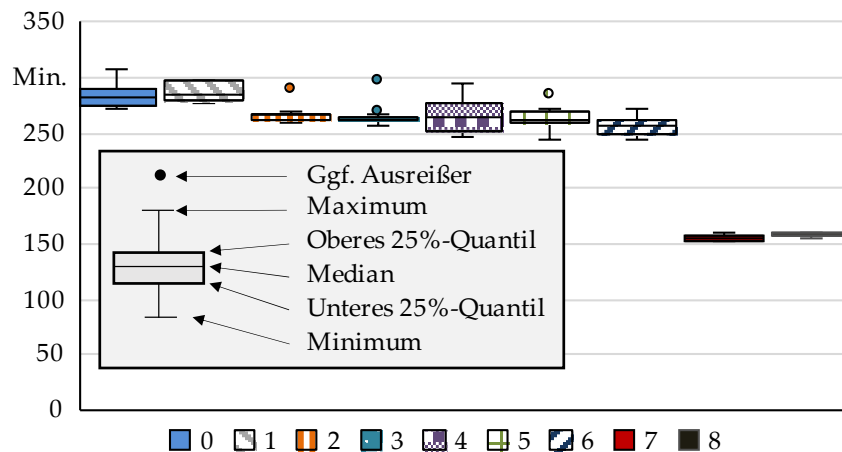 350
Min.
250
200
150
100
50
0
Ggf. Ausreißer
Maximum
Oberes 25%-Quantil
Median
Unteres 25%-Quantil
Minimum
0 1 2 3 4 5 6 7 8